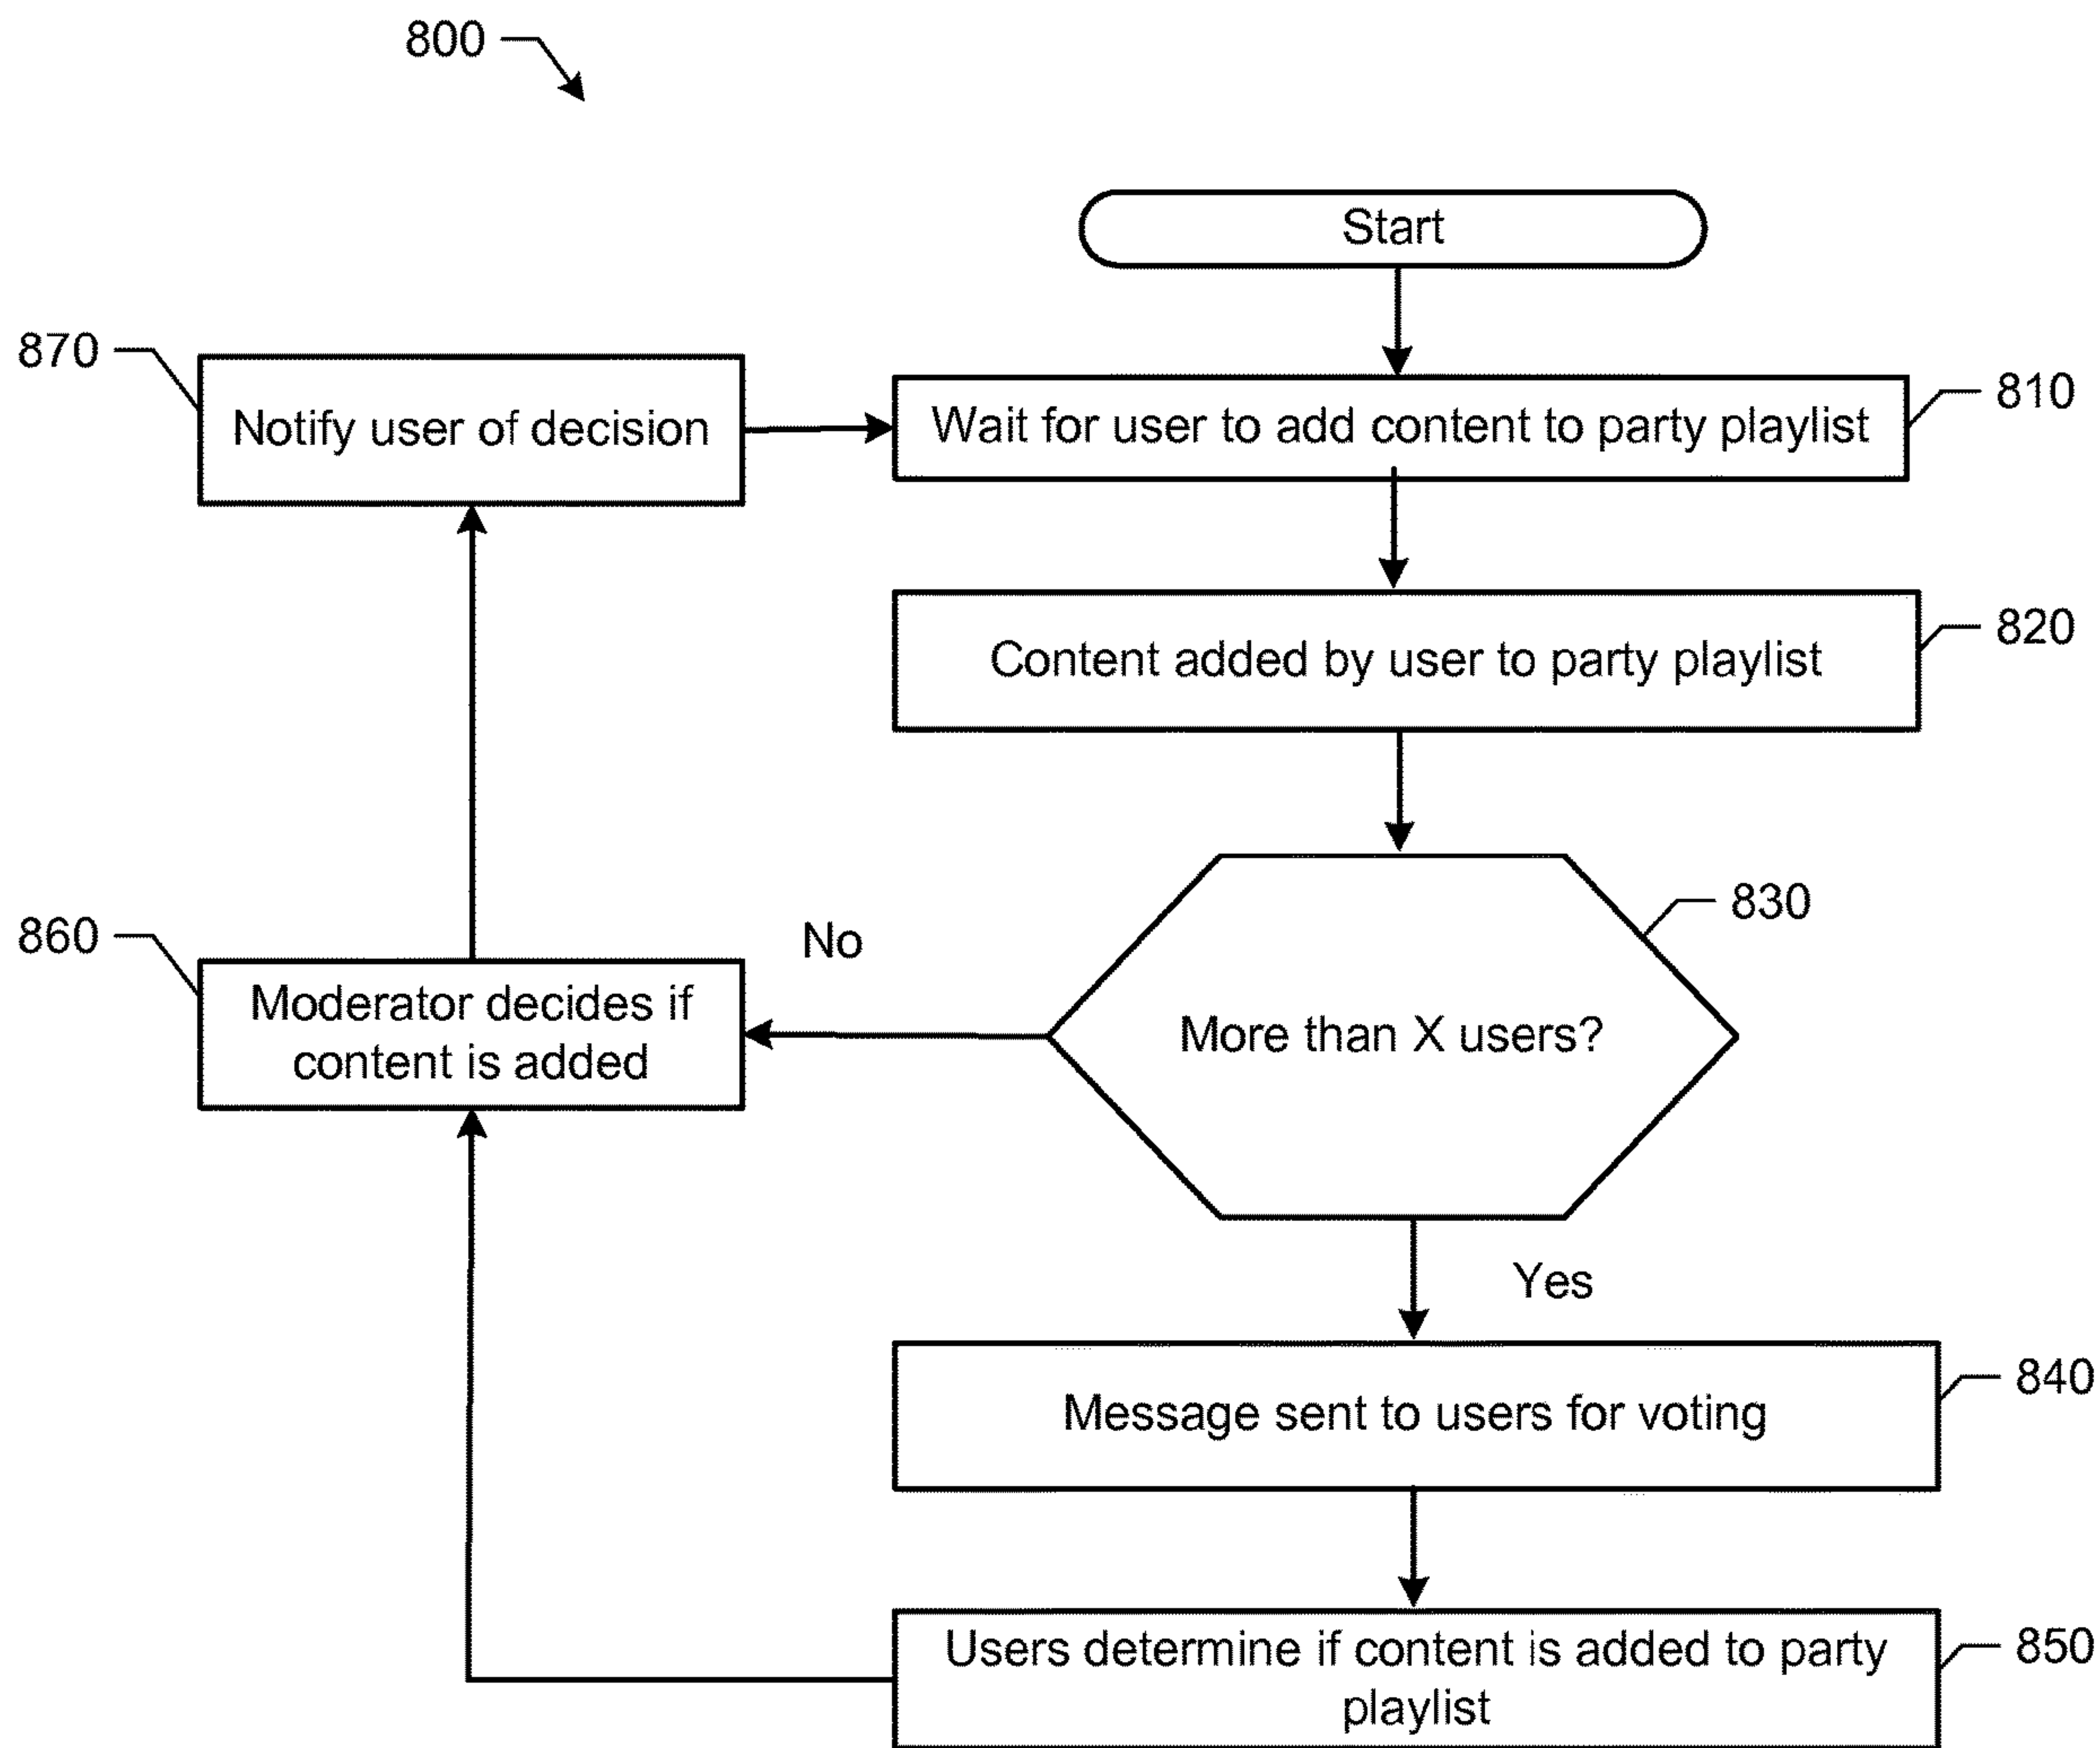 800
Start
870
Notify user of decision
Wait for user to add content to party playlist
810
Content added by user to party playlist
820
830
More than X users?
No
860
Moderator decides if
content is added
Yes
Message sent to users for voting
840
Users determine if content is added to party
playlist
850